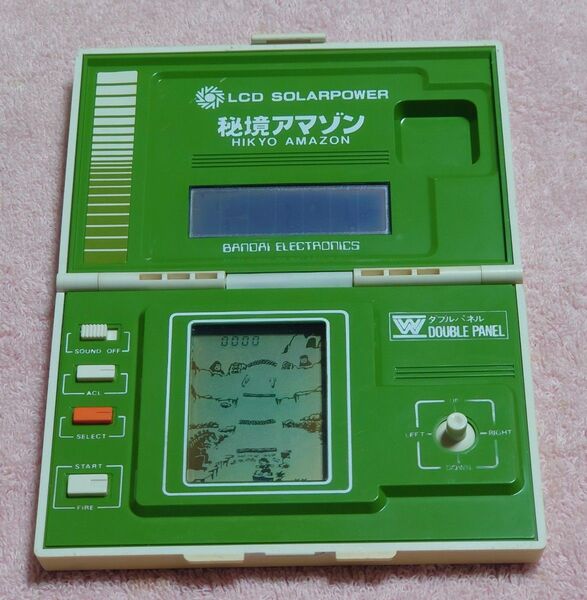 LCD SOLARPOWER
秘境アマゾン
HIKYO AMAZON
BANDAI ELECTRONICS
ダブルパネル
W DOUBLE PANEL
0000
SOUND OFF
ACL
SELECT
START
FIRE
UP
LEFT
RIGHT
DOWN